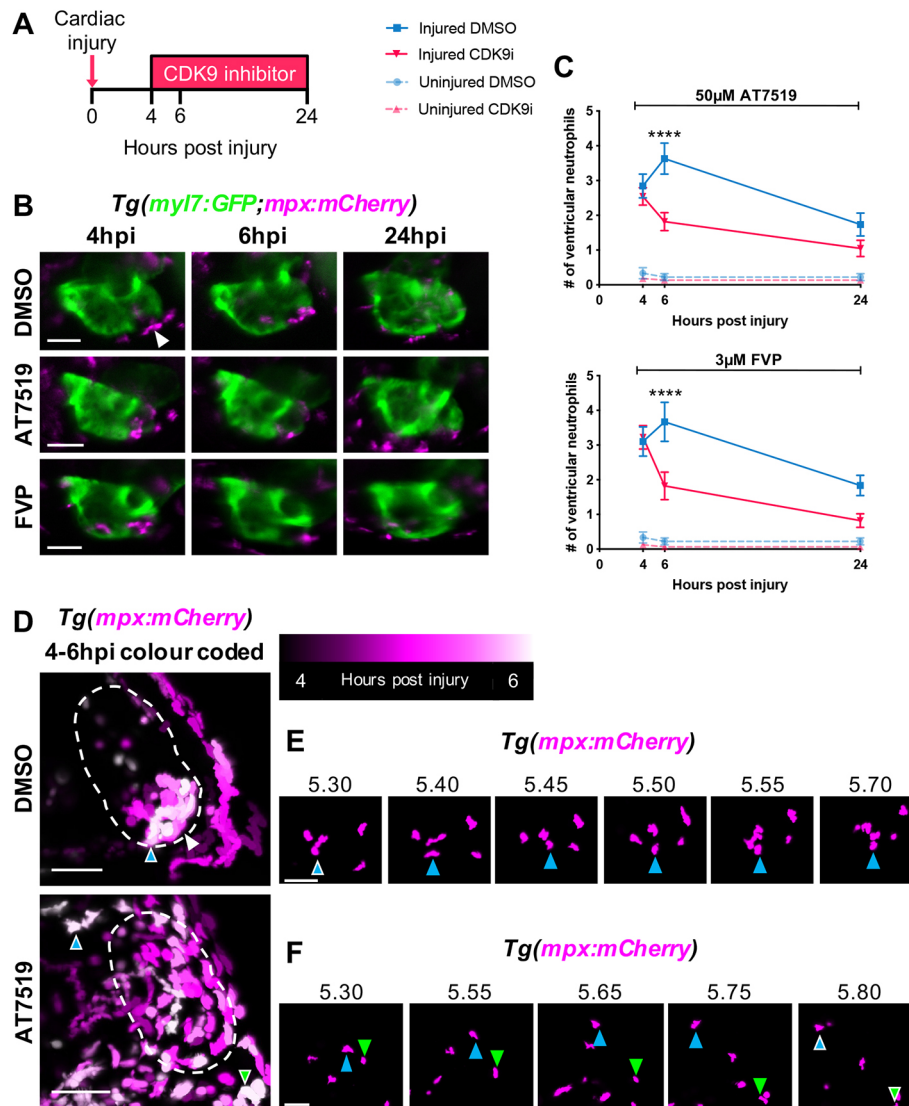 A
Cardiac
injury
CDK9 inhibitor
0 4 6 24
Hours post injury
Injured DMSO
Injured CDK9i
Uninjured DMSO
Uninjured CDK9i
B
Tg(myl7:GFP;mpx:mCherry)
4hpi 6hpi 24hpi
DMSO
AT7519
FVP
C
50µM AT7519
# of ventricular neutrophils
5
4
3
2
1
0
****
0 4 6 24
Hours post injury
3µM FVP
# of ventricular neutrophils
5
4
3
2
1
0
****
0 4 6 24
Hours post injury
D
Tg(mpx:mCherry)
4-6hpi colour coded
4 Hours post injury 6
DMSO
AT7519
E
Tg(mpx:mCherry)
5.30 5.40 5.45 5.50 5.55 5.70
F
Tg(mpx:mCherry)
5.30 5.55 5.65 5.75 5.80